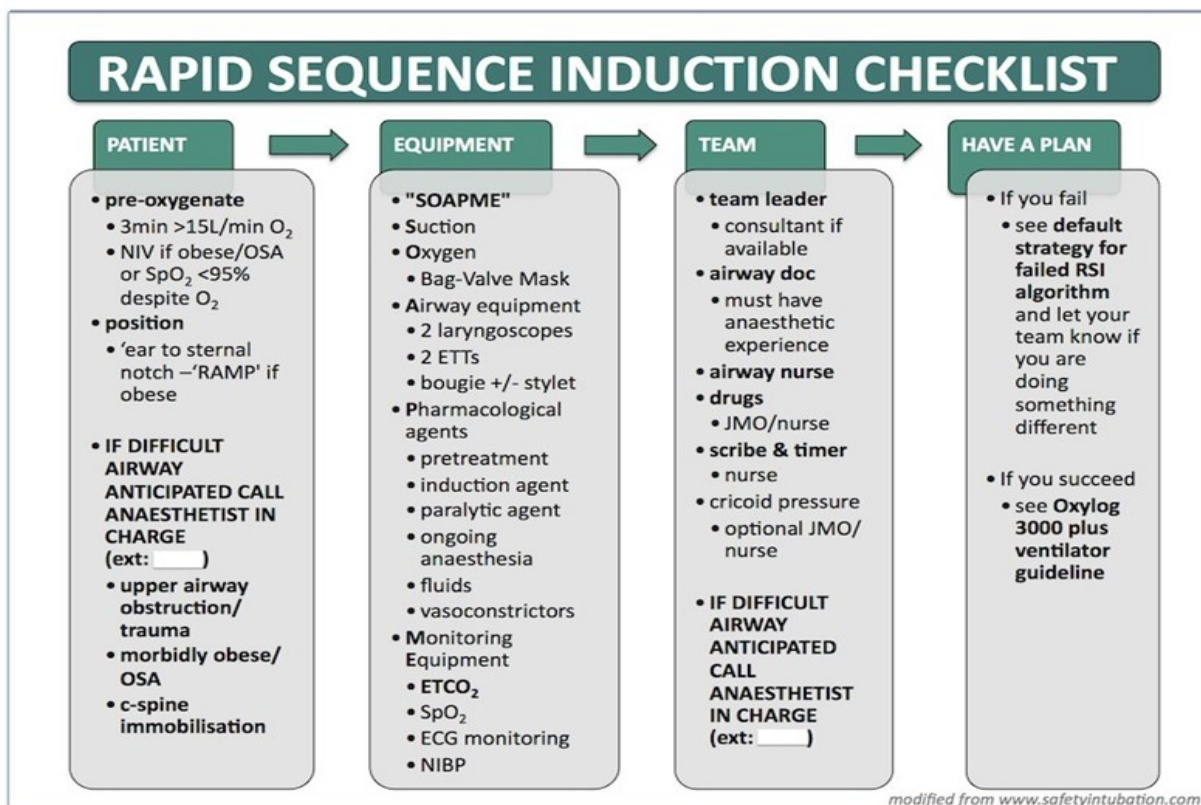 RAPID SEQUENCE INDUCTION CHECKLIST
PATIENT
• pre-oxygenate
• 3min >15L/min O₂
• NIV if obese/OSA
or SpO₂ <95%
despite O₂
• position
• 'ear to sternal
notch –'RAMP' if
obese
• IF DIFFICULT
AIRWAY
ANTICIPATED CALL
ANAESTHETIST IN
CHARGE
(ext: )
• upper airway
obstruction/
trauma
• morbidly obese/
OSA
• c-spine
immobilisation
EQUIPMENT
• "SOAPME"
• Suction
• Oxygen
• Bag-Valve Mask
• Airway equipment
• 2 laryngoscopes
• 2 ETTs
• bougie +/- stylet
• Pharmacological
agents
• pretreatment
• induction agent
• paralytic agent
• ongoing
anaesthesia
• fluids
• vasoconstrictors
• Monitoring
Equipment
• ETCO₂
• SpO₂
• ECG monitoring
• NIBP
TEAM
• team leader
• consultant if
available
• airway doc
• must have
anaesthetic
experience
• airway nurse
• drugs
• JMO/nurse
• scribe & timer
• nurse
• cricoid pressure
• optional JMO/
nurse
• IF DIFFICULT
AIRWAY
ANTICIPATED
CALL
ANAESTHETIST
IN CHARGE
(ext: )
HAVE A PLAN
• If you fail
• see default
strategy for
failed RSI
algorithm
and let your
team know if
you are
doing
something
different
• If you succeed
• see Oxylog
3000 plus
ventilator
guideline
modified from www.safetyintubation.com